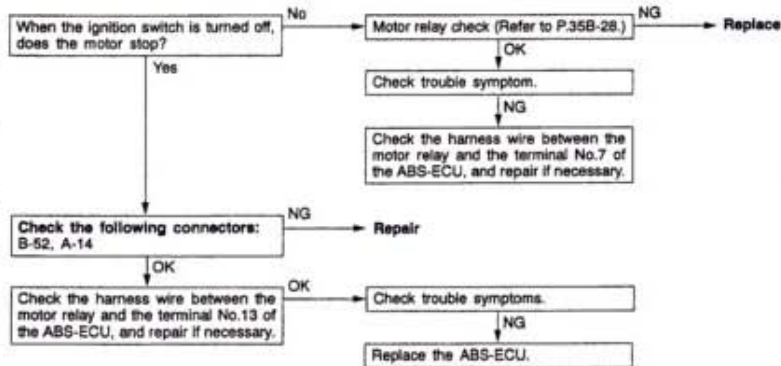 When the ignition switch is turned off,
does the motor stop?
No
Motor relay check (Refer to P.35B-28.)
NG
Replace
Yes
OK
Check trouble symptom.
NG
Check the harness wire between the
motor relay and the terminal No.7 of
the ABS-ECU, and repair if necessary.
Check the following connectors:
B-52, A-14
NG
Repair
OK
Check the harness wire between the
motor relay and the terminal No.13 of
the ABS-ECU, and repair if necessary.
OK
Check trouble symptoms.
NG
Replace the ABS-ECU.